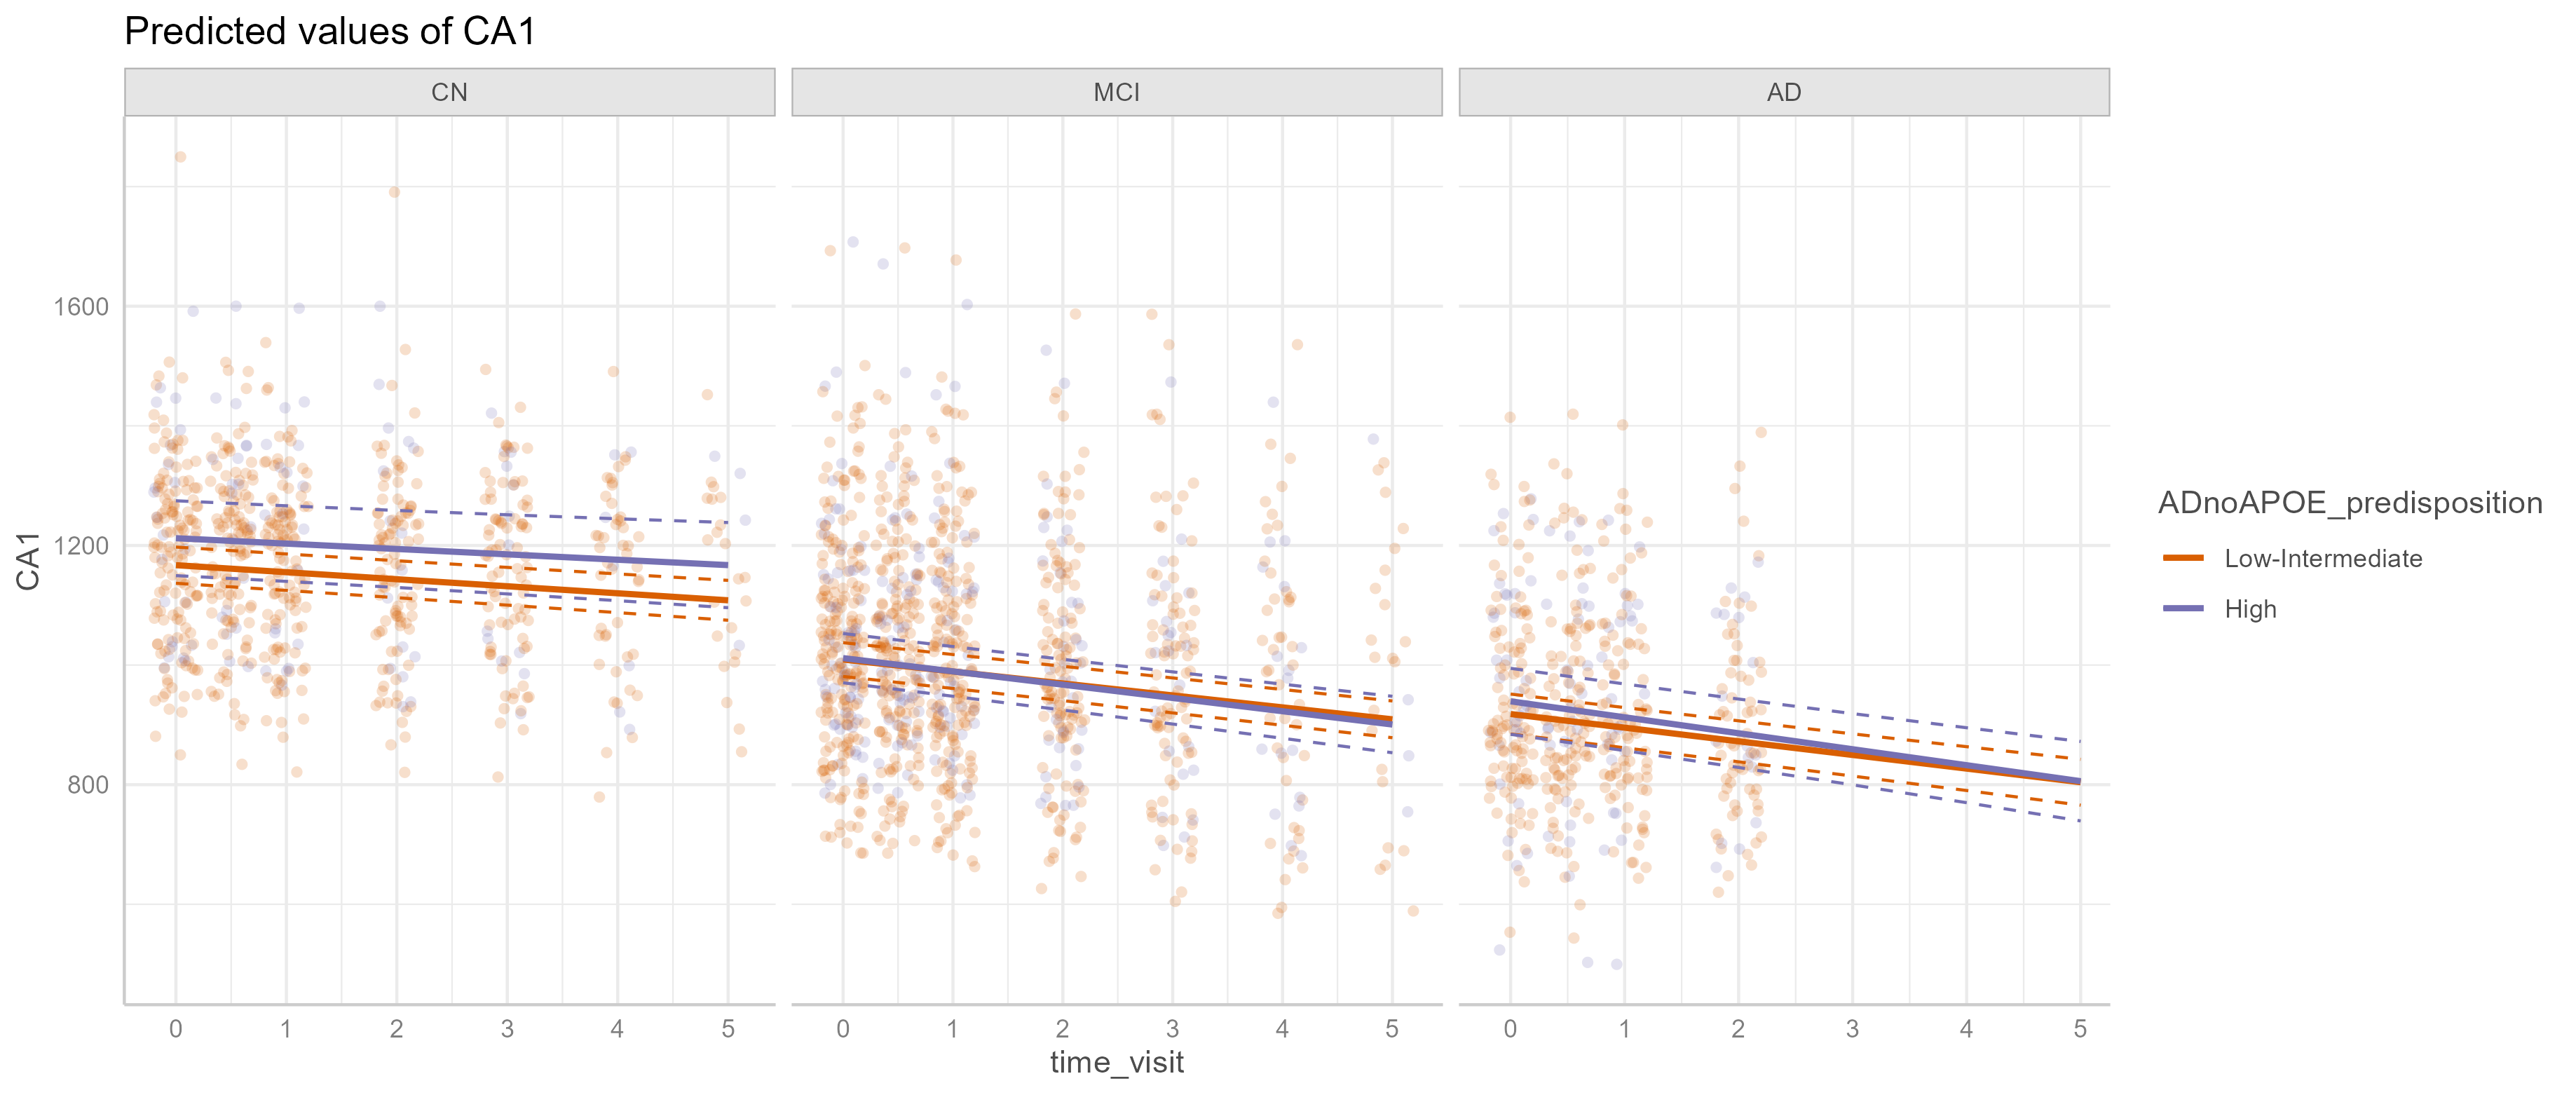 Predicted values of CA1
CN
MCI
AD
1600
1200
800
CA1
0 1 2 3 4 5
0 1 2 3 4 5
0 1 2 3 4 5
time_visit
ADnoAPOE_predisposition
Low-Intermediate
High